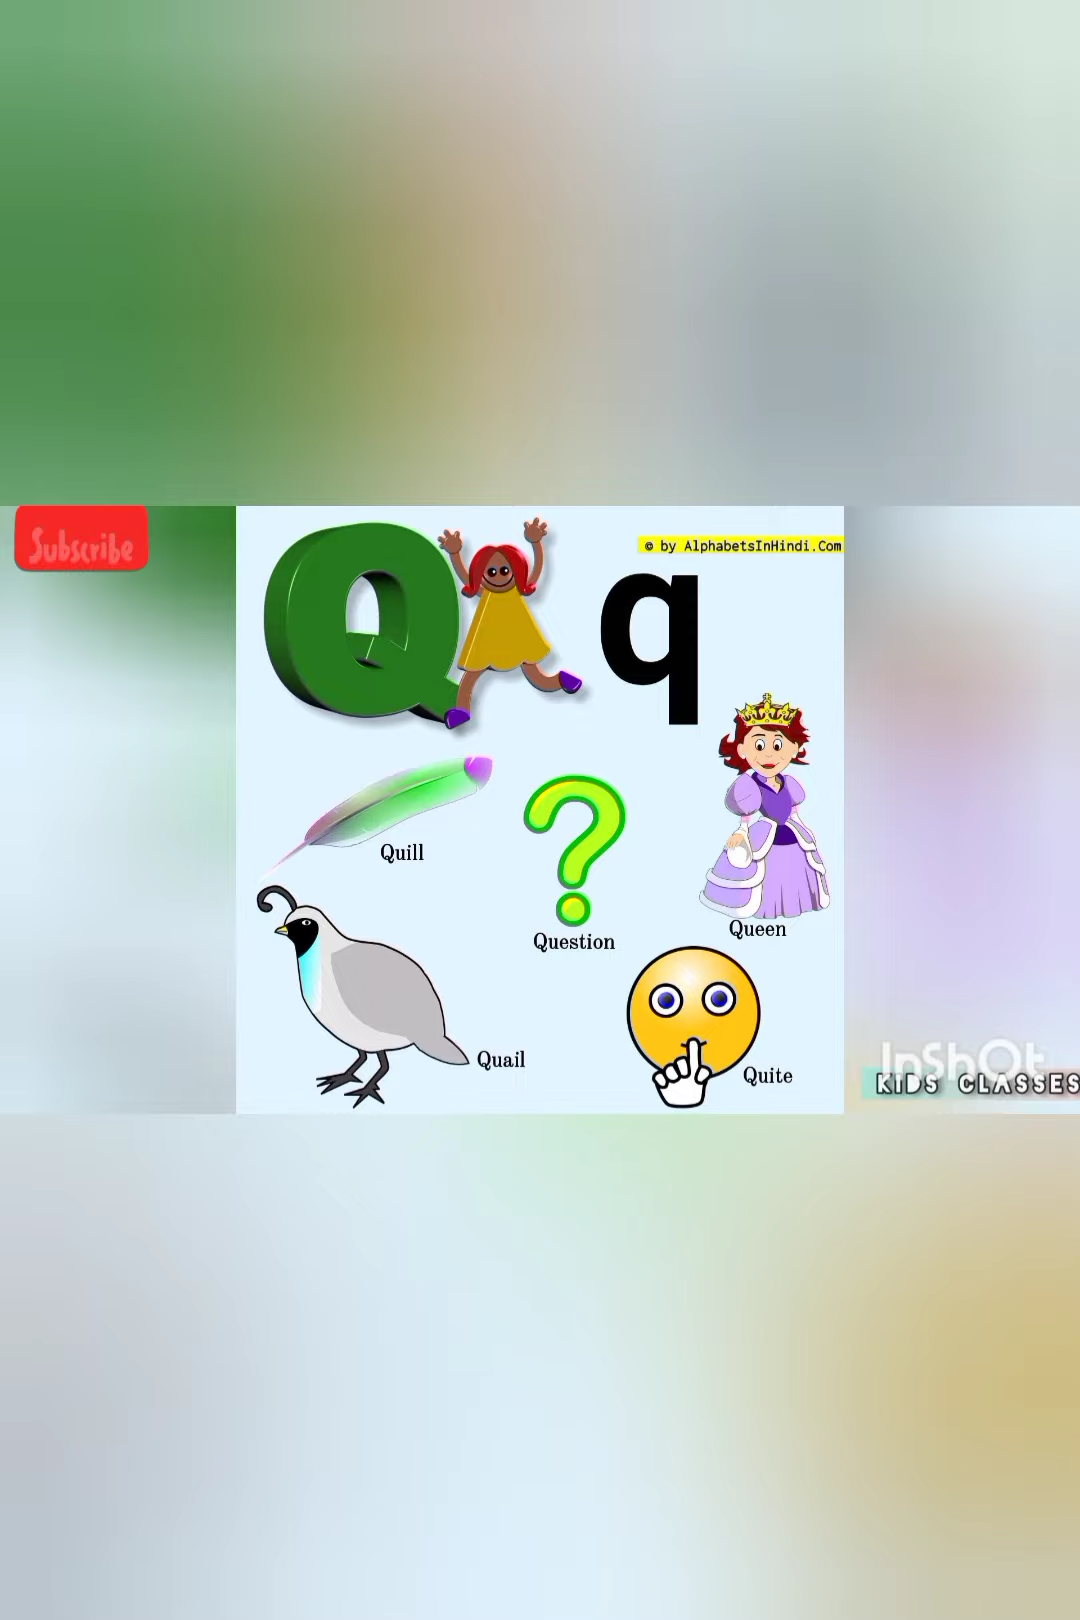 Subscribe
Q q
© by AlphabetsInHindi.Com
Quill
Question
Queen
Quail
Quite
InShOt
KIDS CLASSES